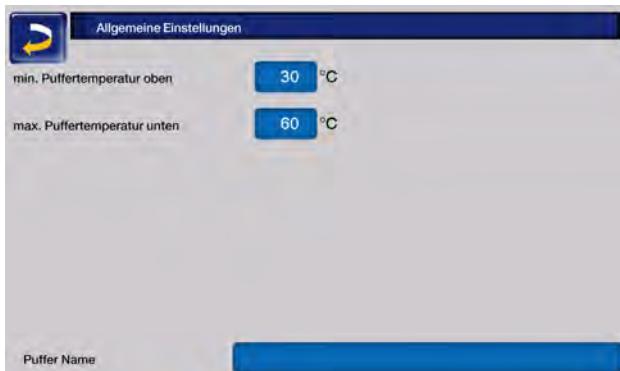 Allgemeine Einstellungen
min. Puffertemperatur oben 30 °C
max. Puffertemperatur unten 60 °C
Puffer Name